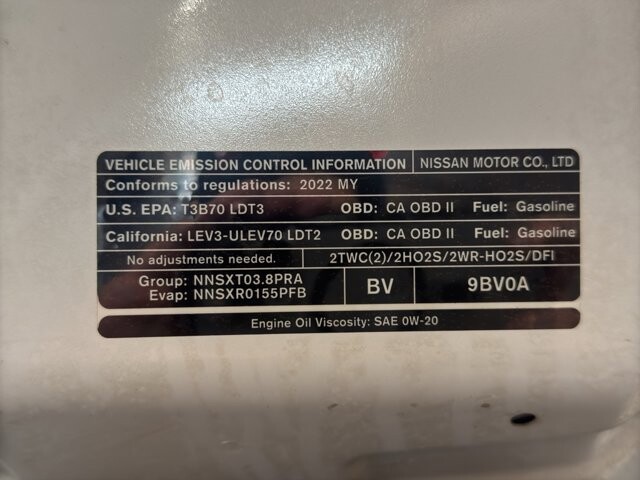 VEHICLE EMISSION CONTROL INFORMATION NISSAN MOTOR CO., LTD
Conforms to regulations: 2022 MY
U.S. EPA: T3B70 LDT3 OBD: CA OBD II Fuel: Gasoline
California: LEV3-ULEV70 LDT2 OBD: CA OBD II Fuel: Gasoline
No adjustments needed. 2TWC(2)/2HO2S/2WR-HO2S/DFI
Group: NNSXT03.8PRA
Evap: NNSXR0155PFB
BV 9BV0A
Engine Oil Viscosity: SAE 0W-20